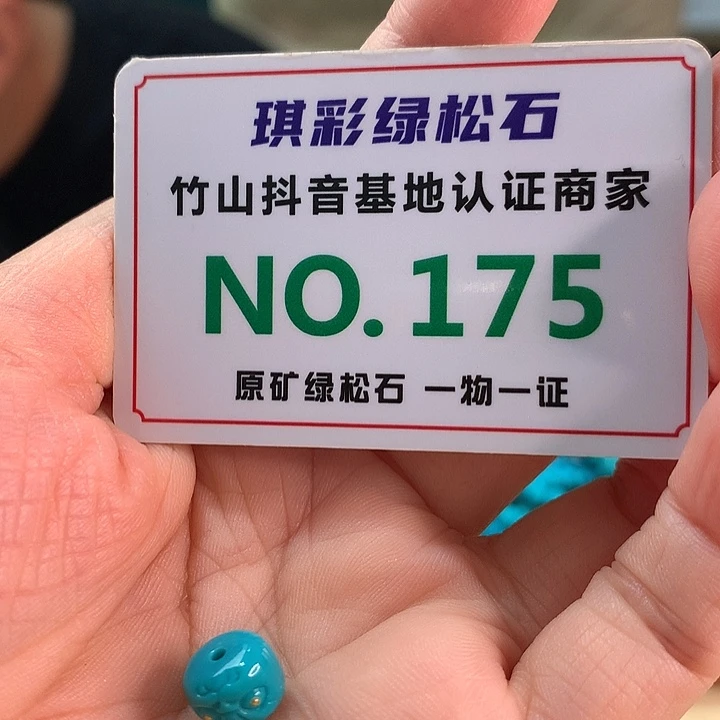 琪彩绿松石
竹山抖音基地认证商家
NO.175
原矿绿松石 一物一证